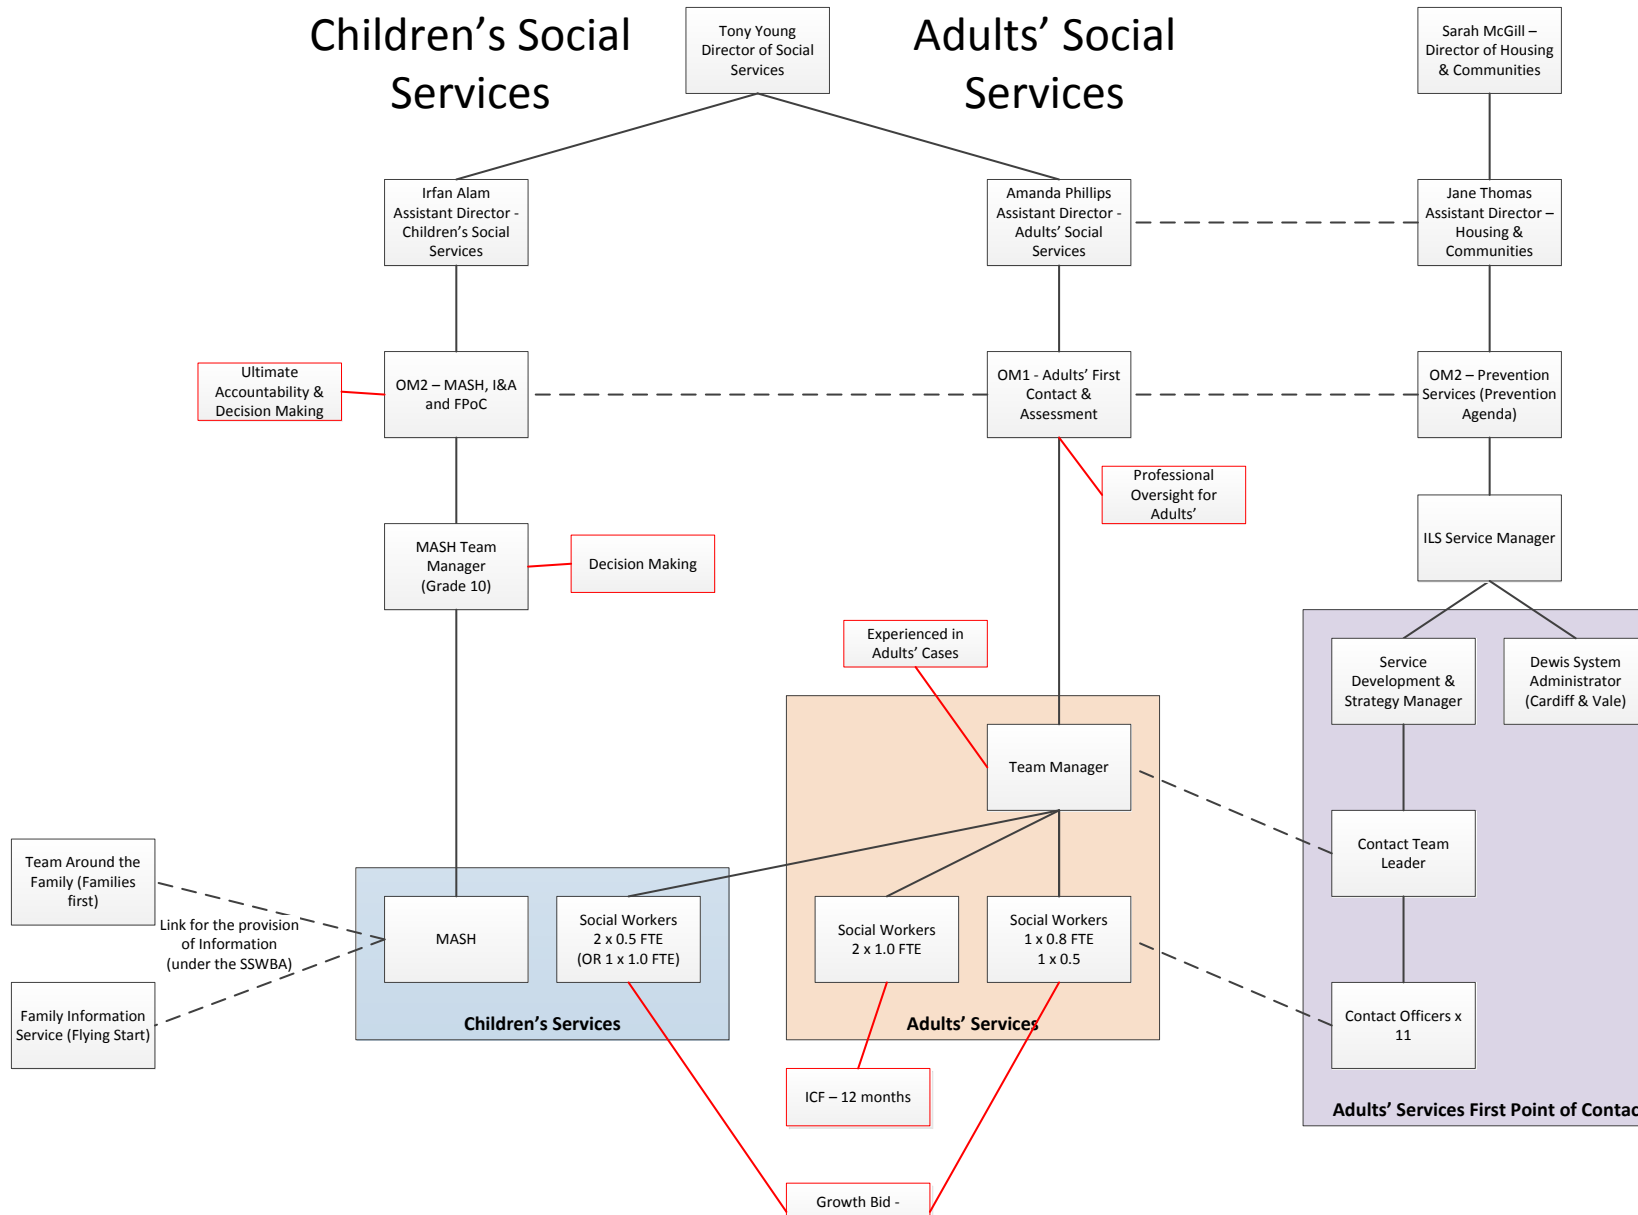 Children's Social
Services
Tony Young
Director of Social
Services
Adults' Social
Services
Sarah McGill –
Director of Housing
& Communities
Irfan Alam
Assistant Director -
Children's Social
Services
Amanda Phillips
Assistant Director -
Adults' Social
Services
Jane Thomas
Assistant Director –
Housing &
Communities
Ultimate
Accountability &
Decision Making
OM2 – MASH, I&A
and FPoC
OM1 - Adults' First
Contact &
Assessment
OM2 – Prevention
Services (Prevention
Agenda)
Professional
Oversight for
Adults'
MASH Team
Manager
(Grade 10)
Decision Making
ILS Service Manager
Experienced in
Adults' Cases
Service
Development &
Strategy Manager
Dewis System
Administrator
(Cardiff & Vale)
Team Manager
Team Around the
Family (Families
first)
Link for the provision
of Information
(under the SSWBA)
Family Information
Service (Flying Start)
MASH
Social Workers
2 x 0.5 FTE
(OR 1 x 1.0 FTE)
Children's Services
Social Workers
2 x 1.0 FTE
Social Workers
1 x 0.8 FTE
1 x 0.5
Adults' Services
Contact Team
Leader
Contact Officers x
11
Adults' Services First Point of Contac
ICF – 12 months
Growth Bid -